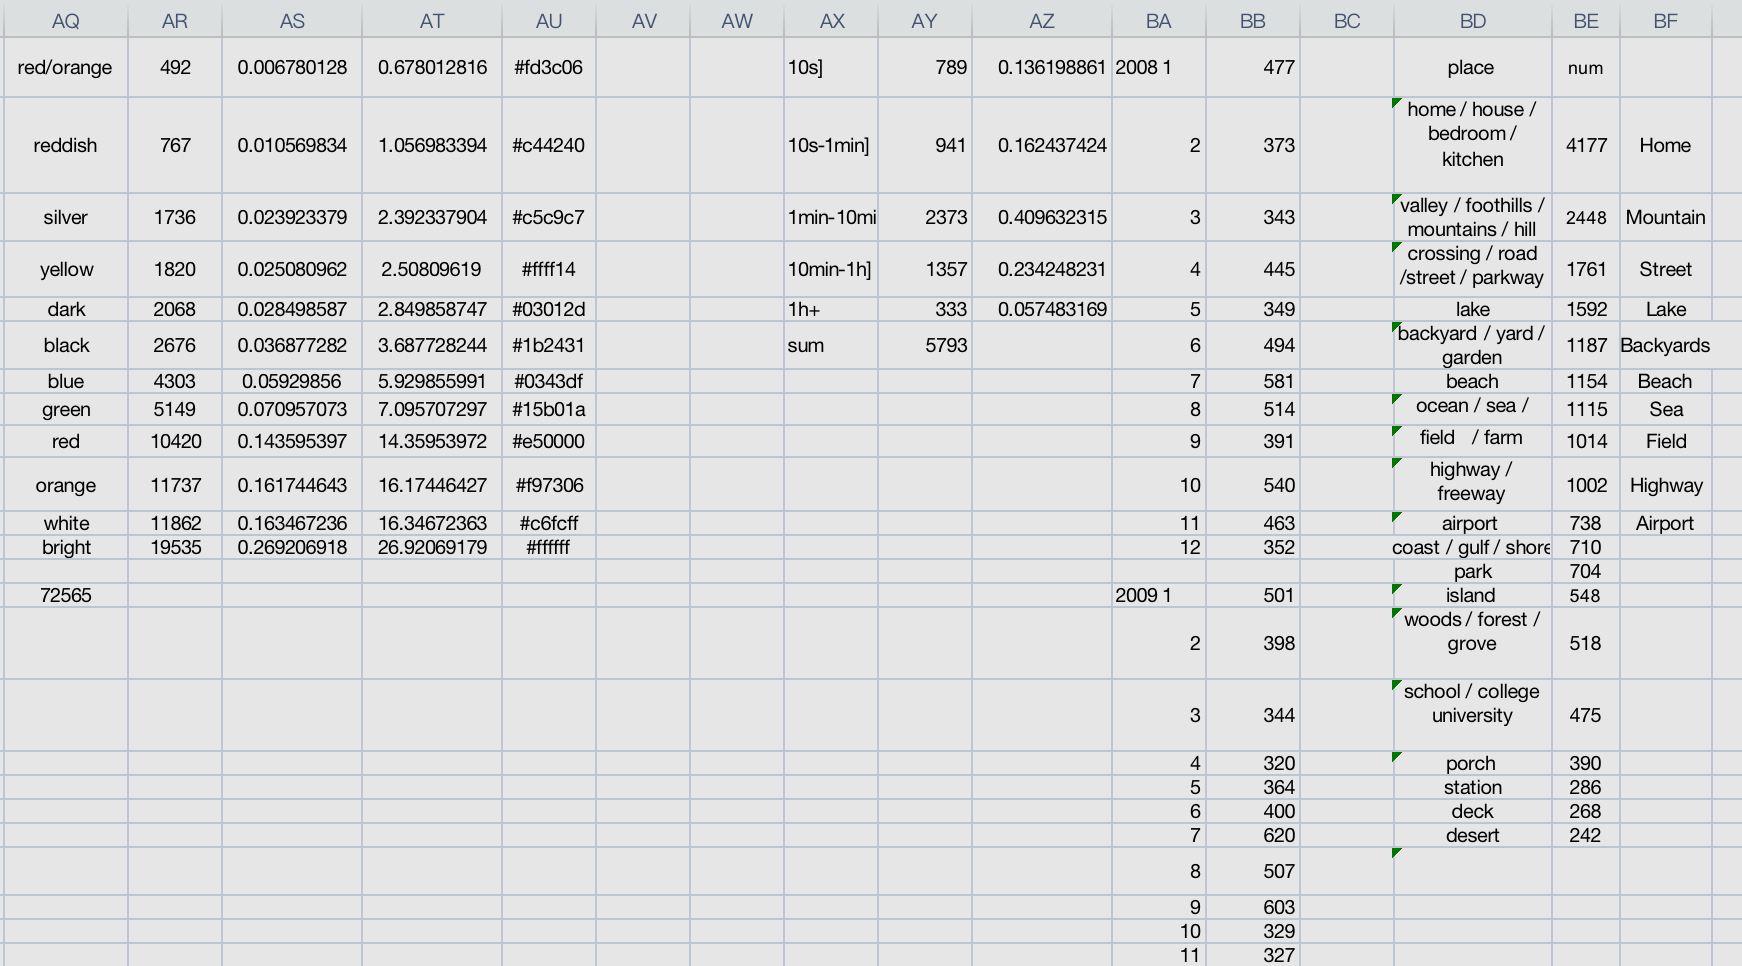 AQ AR AS AT AU AV AW AX AY AZ BA BB BC BD BE BF
red/orange 492 0.006780128 0.678012816 #fd3c06 10s] 789 0.136198861 2008 1 477 place num
home / house /
bedroom /
kitchen
reddish 767 0.010569834 1.056983394 #c44240 10s-1min] 941 0.162437424 2 373 4177 Home
valley / foothills /
mountains / hill
silver 1736 0.023923379 2.392337904 #c5c9c7 1min-10mi 2373 0.409632315 3 343 2448 Mountain
crossing / road
/street / parkway
yellow 1820 0.025080962 2.50809619 #ffff14 10min-1h] 1357 0.234248231 4 445 1761 Street
dark 2068 0.028498587 2.849858747 #03012d 1h+ 333 0.057483169 5 349 lake 1592 Lake
backyard / yard /
garden
black 2676 0.036877282 3.687728244 #1b2431 sum 5793 6 494 1187 Backyards
blue 4303 0.05929856 5.929855991 #0343df 7 581 beach 1154 Beach
green 5149 0.070957073 7.095707297 #15b01a 8 514 ocean / sea / 1115 Sea
red 10420 0.143595397 14.35953972 #e50000 9 391 field / farm 1014 Field
highway /
freeway
orange 11737 0.161744643 16.17446427 #f97306 10 540 1002 Highway
white 11862 0.163467236 16.34672363 #c6fcff 11 463 airport 738 Airport
bright 19535 0.269206918 26.92069179 #ffffff 12 352 coast / gulf / shore 710
park 704
72565 2009 1 501 island 548
woods / forest /
grove
2 398 518
school / college
university
3 344 475
4 320 porch 390
5 364 station 286
6 400 deck 268
7 620 desert 242
8 507
9 603
10 329
11 327